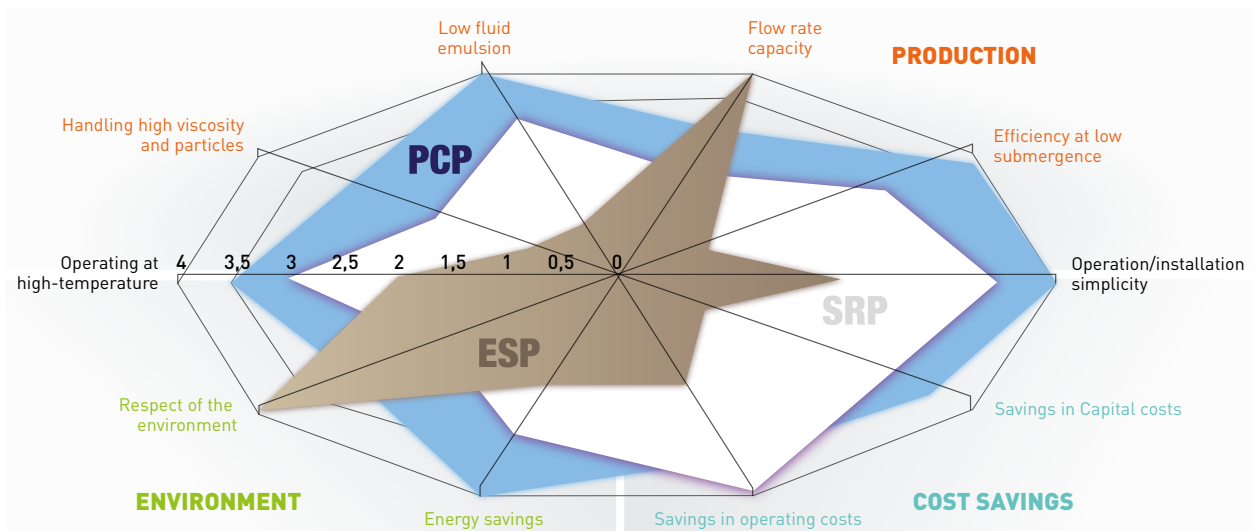 Low fluid
emulsion
Flow rate
capacity
PRODUCTION
Handling high viscosity
and particles
PCP
Efficiency at low
submergence
Operating at
high-temperature
4 3,5 3 2,5 2 1,5 1 0,5 0
Operation/installation
simplicity
SRP
ESP
Respect of the
environment
Savings in Capital costs
ENVIRONMENT
COST SAVINGS
Energy savings
Savings in operating costs